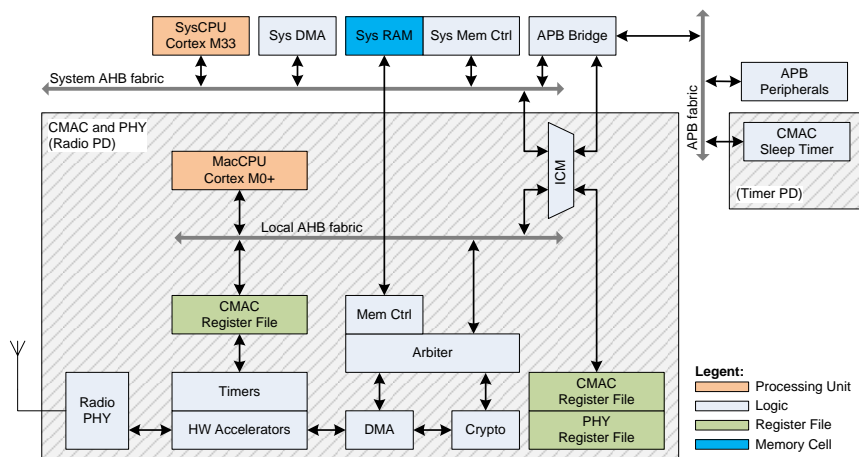 SysCPU
Cortex M33
Sys DMA
Sys RAM
Sys Mem Ctrl
APB Bridge
System AHB fabric
APB
Peripherals
APB fabric
CMAC and PHY
(Radio PD)
MacCPU
Cortex M0+
ICM
CMAC
Sleep Timer
(Timer PD)
Local AHB fabric
CMAC
Register File
Mem Ctrl
Arbiter
Radio
PHY
Timers
HW Accelerators
DMA
Crypto
CMAC
Register File
PHY
Register File
Legent:
Processing Unit
Logic
Register File
Memory Cell